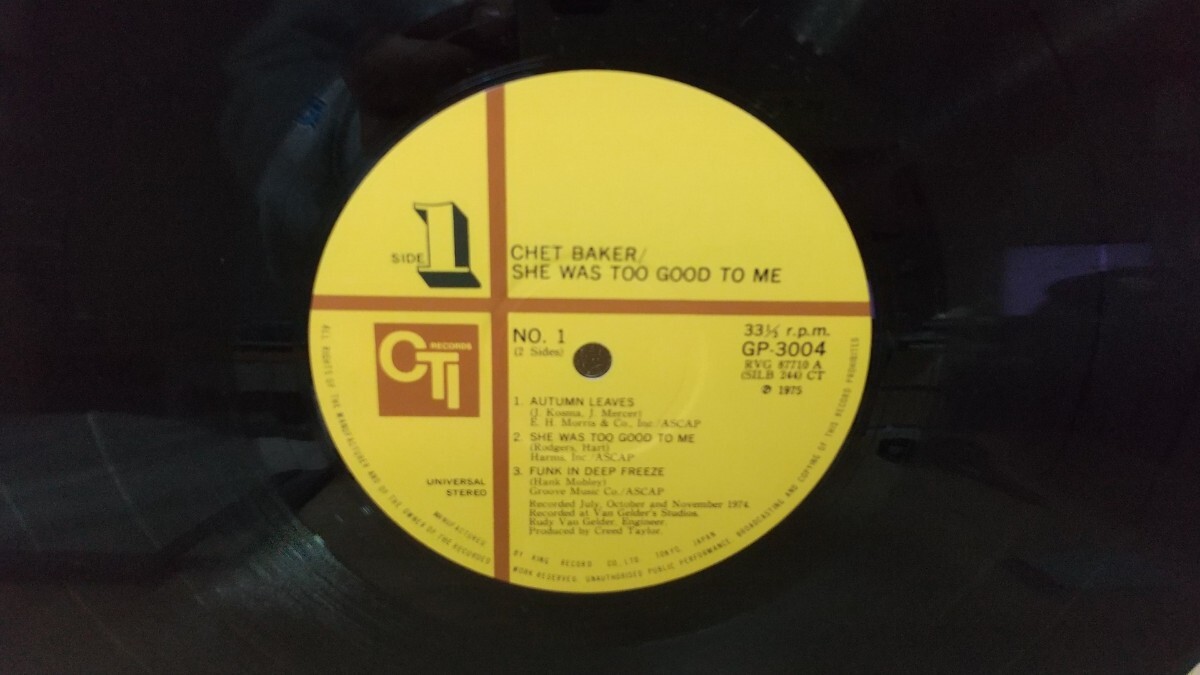 SIDE 1
CHET BAKER/
SHE WAS TOO GOOD TO ME
CTI RECORDS
UNIVERSAL
STEREO
NO. 1
(2 Sides)
33⅓ r.p.m.
GP-3004
RVG 87710 A
(SILB 244) CT
℗ 1975
1. AUTUMN LEAVES
(J. Kosma, J. Mercer)
E. H. Morris & Co., Inc./ASCAP
2. SHE WAS TOO GOOD TO ME
(Rodgers, Hart)
Harms, Inc./ASCAP
3. FUNK IN DEEP FREEZE
(Hank Mobley)
Groove Music Co./ASCAP
Recorded July, October and November 1974.
Recorded at Van Gelder's Studios.
Rudy Van Gelder, Engineer.
Produced by Creed Taylor.
MANUFACTURED BY KING RECORD CO., LTD. TOKYO, JAPAN
ALL RIGHTS OF THE MANUFACTURER AND OF THE OWNER OF THE RECORDED WORK RESERVED. UNAUTHORISED PUBLIC PERFORMANCE, BROADCASTING AND COPYING OF THIS RECORD PROHIBITED